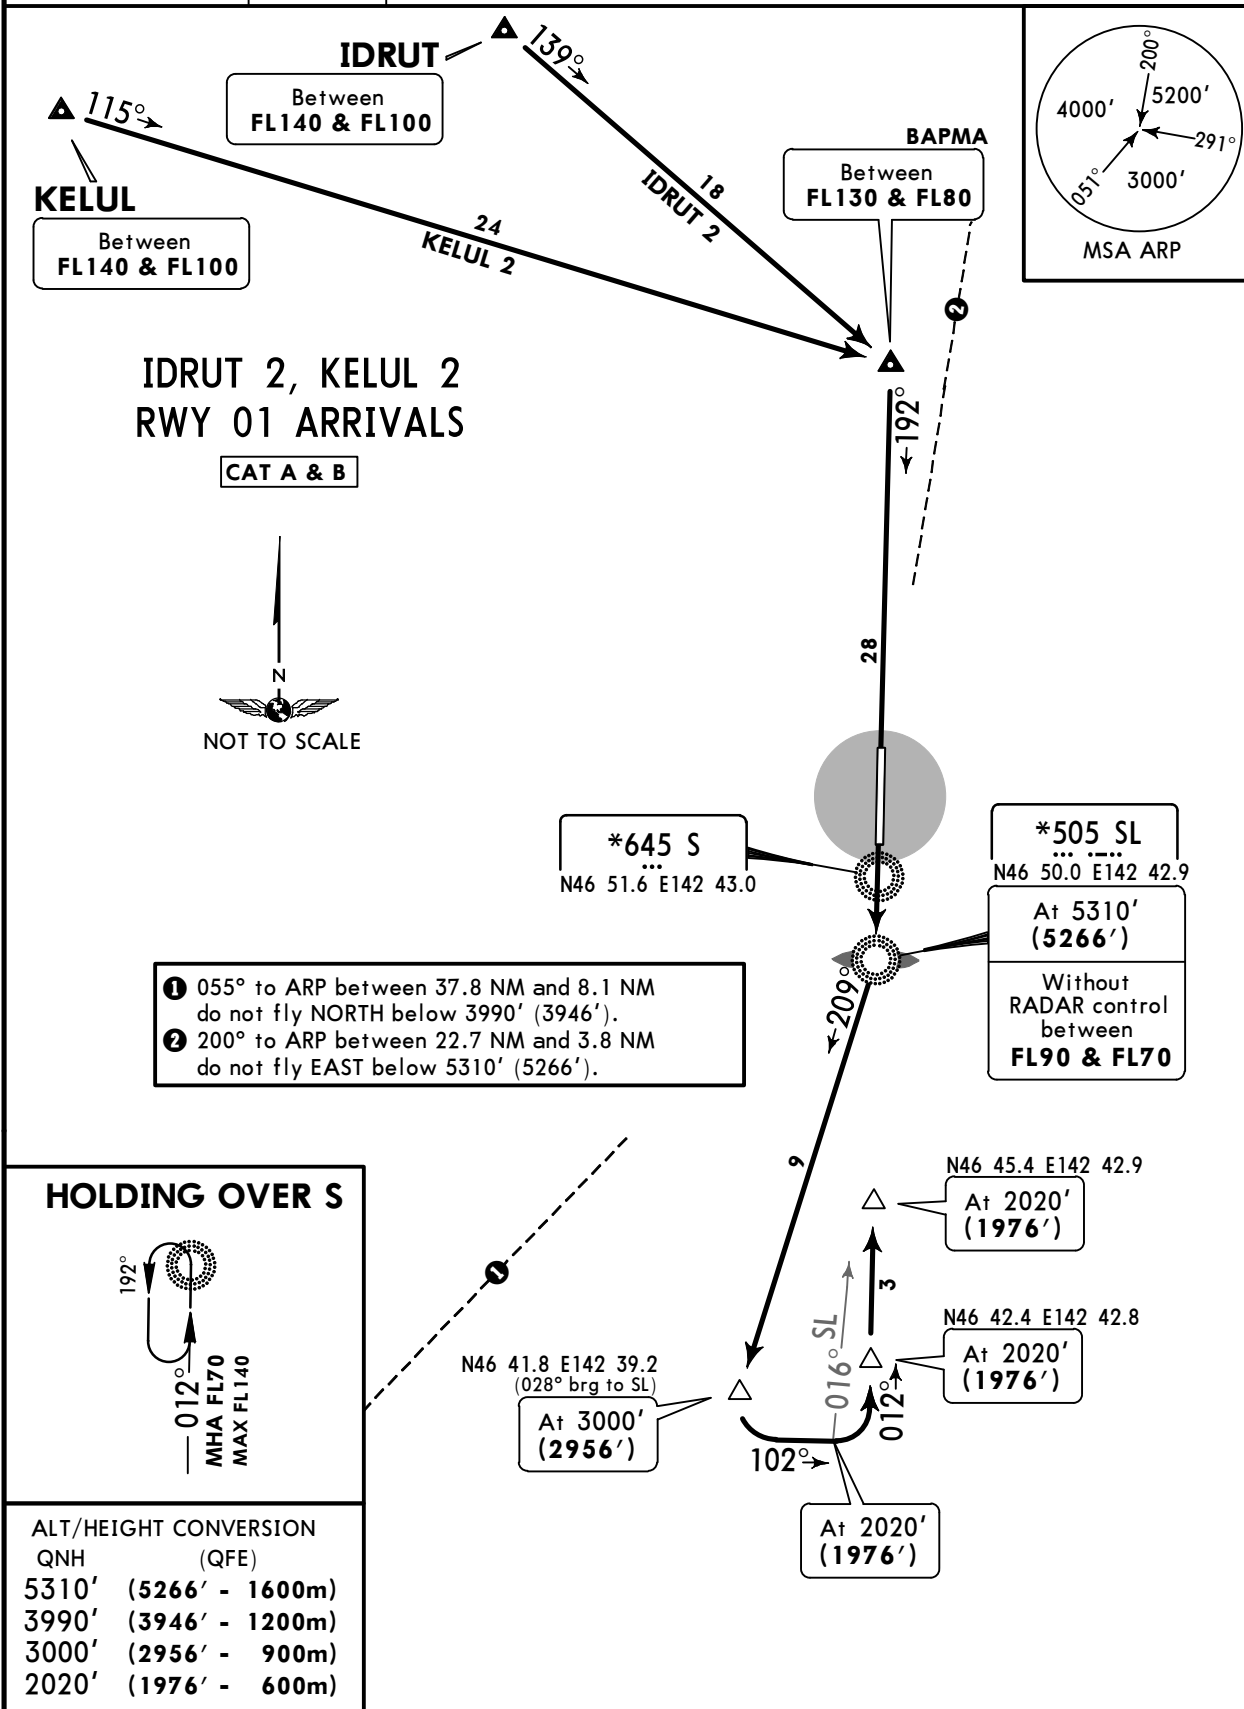 IDRUT
Between
FL140 & FL100
139°
115°
KELUL
Between
FL140 & FL100
24
KELUL 2
18
IDRUT 2
BAPMA
Between
FL130 & FL80
200°
4000'
5200'
291°
051°
3000'
MSA ARP
2
IDRUT 2, KELUL 2
RWY 01 ARRIVALS
CAT A & B
N
NOT TO SCALE
192°
28
*645 S
N46 51.6 E142 43.0
*505 SL
N46 50.0 E142 42.9
At 5310'
(5266')
Without
RADAR control
between
FL90 & FL70
1 055° to ARP between 37.8 NM and 8.1 NM
do not fly NORTH below 3990' (3946').
2 200° to ARP between 22.7 NM and 3.8 NM
do not fly EAST below 5310' (5266').
209°
9
1
N46 45.4 E142 42.9
At 2020'
(1976')
3
016° SL
N46 42.4 E142 42.8
At 2020'
(1976')
012°
N46 41.8 E142 39.2
(028° brg to SL)
At 3000'
(2956')
102°
At 2020'
(1976')
HOLDING OVER S
192°
012°
MHA FL70
MAX FL140
ALT/HEIGHT CONVERSION
QNH (QFE)
5310' (5266' - 1600m)
3990' (3946' - 1200m)
3000' (2956' - 900m)
2020' (1976' - 600m)